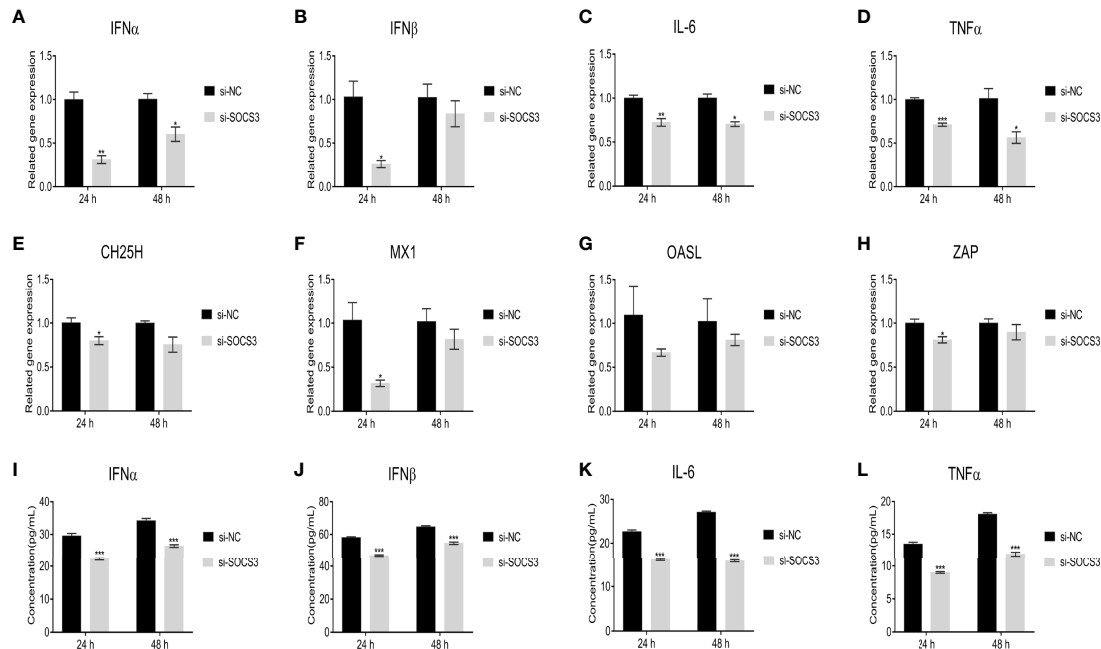 A
IFNα
Related gene expression
1.5
1.0
0.5
0.0
**
*
24 h
48 h
si-NC
si-SOCS3
B
IFNβ
Related gene expression
1.5
1.0
0.5
0.0
*
24 h
48 h
si-NC
si-SOCS3
C
IL-6
Related gene expression
1.5
1.0
0.5
0.0
**
*
24 h
48 h
si-NC
si-SOCS3
D
TNFα
Related gene expression
1.5
1.0
0.5
0.0
***
*
24 h
48 h
si-NC
si-SOCS3
E
CH25H
Related gene expression
1.5
1.0
0.5
0.0
*
24 h
48 h
si-NC
si-SOCS3
F
MX1
Related gene expression
1.5
1.0
0.5
0.0
*
24 h
48 h
si-NC
si-SOCS3
G
OASL
Related gene expression
1.5
1.0
0.5
0.0
24 h
48 h
si-NC
si-SOCS3
H
ZAP
Related gene expression
1.5
1.0
0.5
0.0
*
24 h
48 h
si-NC
si-SOCS3
I
IFNα
Concentration(pg/mL)
40
30
20
10
0
***
***
24 h
48 h
si-NC
si-SOCS3
J
IFNβ
Concentration(pg/mL)
80
60
40
20
0
***
***
24 h
48 h
si-NC
si-SOCS3
K
IL-6
Concentration(pg/mL)
30
20
10
0
***
***
24 h
48 h
si-NC
si-SOCS3
L
TNFα
Concentration(pg/mL)
20
15
10
5
0
***
***
24 h
48 h
si-NC
si-SOCS3